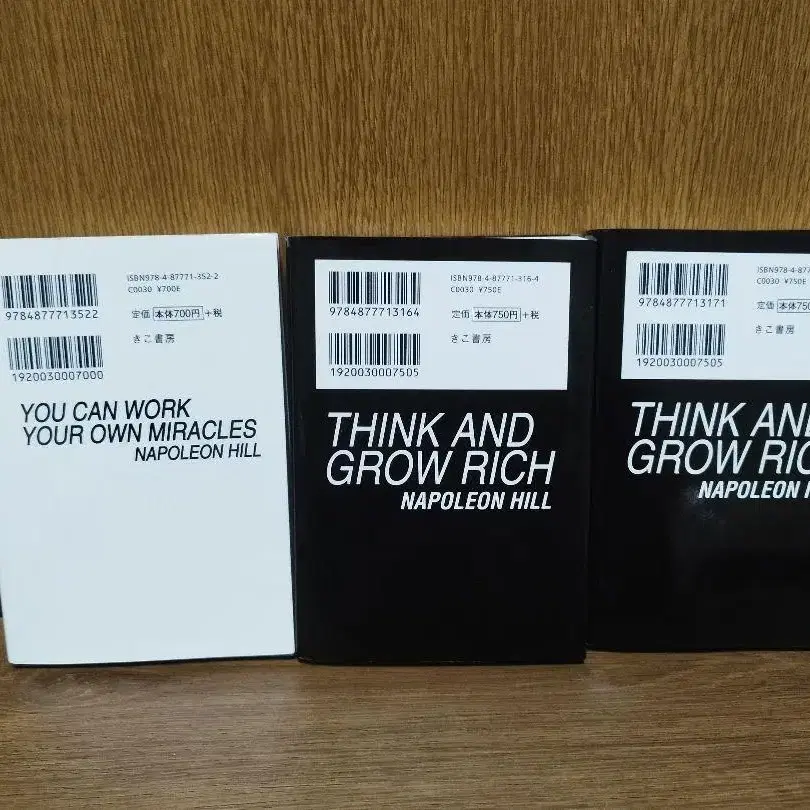 ISBN978-4-87771-352-2
C0030 ¥700E
9784877713522
定価 本体700円 +税
きこ書房
1920030007000
YOU CAN WORK
YOUR OWN MIRACLES
NAPOLEON HILL
ISBN978-4-87771-316-4
C0030 ¥750E
9784877713164
定価 本体750円 +税
きこ書房
1920030007505
THINK AND
GROW RICH
NAPOLEON HILL
ISBN978-4-877
C0030 ¥750E
9784877713171
定価 本体750
きこ書房
1920030007505
THINK AN
GROW RIC
NAPOLEON